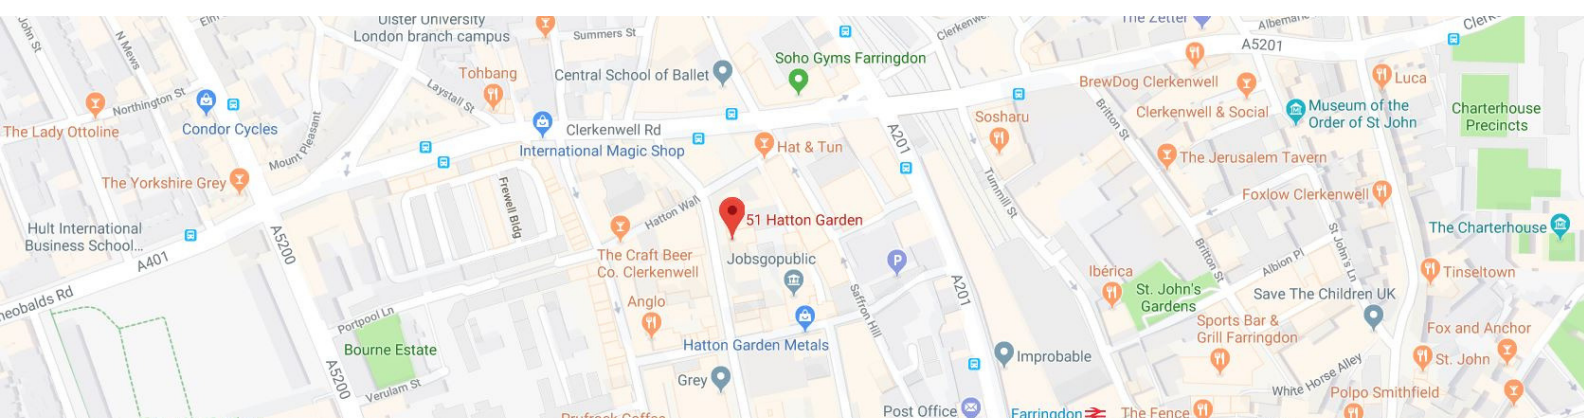 Ulster University
London branch campus
Summers St
Clerkenwe
The Zetter
Albemarle
Clerk
A5201
John St
N Mews
Elm
Soho Gyms Farringdon
Central School of Ballet
Tohbang
Laystall St
BrewDog Clerkenwell
Luca
Northington St
Condor Cycles
The Lady Ottoline
Mount Pleasant
Clerkenwell Rd
International Magic Shop
Hat & Tun
A201
Sosharu
Britton St
Clerkenwell & Social
Museum of the
Order of St John
Charterhouse
Precincts
The Jerusalem Tavern
The Yorkshire Grey
Frewell Bldg
Hatton Wall
51 Hatton Garden
Turnmill St
Foxlow Clerkenwell
The Charterhouse
Hult International
Business School...
A401
A5200
The Craft Beer
Co. Clerkenwell
Jobsgopublic
P
A201
Britton St
Albion Pl
St John's Ln
Ibérica
St. John's
Gardens
Save The Children UK
Tinseltown
eobalds Rd
Portpool Ln
Anglo
Saffron Hill
Hatton Garden Metals
Sports Bar &
Grill Farringdon
Fox and Anchor
Bourne Estate
Improbable
St. John
A5200
Verulam St
Grey
White Horse Alley
Polpo Smithfield
Post Office
Farringdon
The Fence